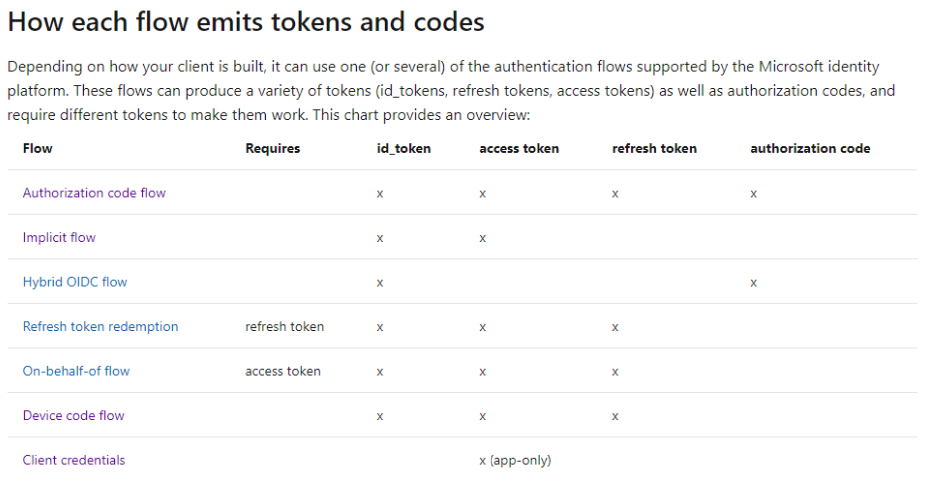 How each flow emits tokens and codes
Depending on how your client is built, it can use one (or several) of the authentication flows supported by the Microsoft identity
platform. These flows can produce a variety of tokens (id_tokens, refresh tokens, access tokens) as well as authorization codes, and
require different tokens to make them work. This chart provides an overview:
Flow Requires id_token access token refresh token authorization code
Authorization code flow x x x x
Implicit flow x x
Hybrid OIDC flow x x
Refresh token redemption refresh token x x x
On-behalf-of flow access token x x x
Device code flow x x x
Client credentials x (app-only)